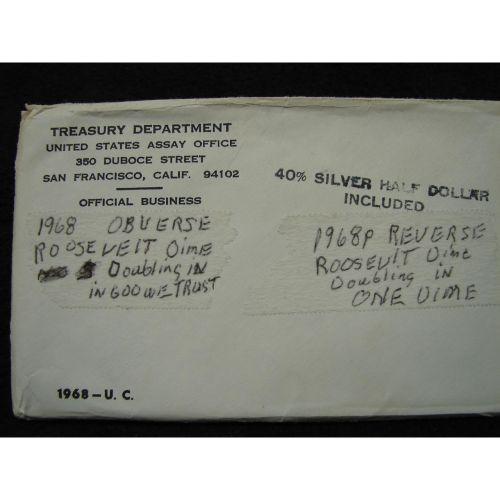 TREASURY DEPARTMENT
UNITED STATES ASSAY OFFICE
350 DUBOCE STREET
SAN FRANCISCO, CALIF. 94102
OFFICIAL BUSINESS
1968 OBVERSE
ROOSEVELT Dime
Doubling IN
IN GOD WE TRUST
40% SILVER HALF DOLLAR
INCLUDED
1968P REVERSE
ROOSEVELT Dime
Doubling in
ONE DIME
1968-U. C.